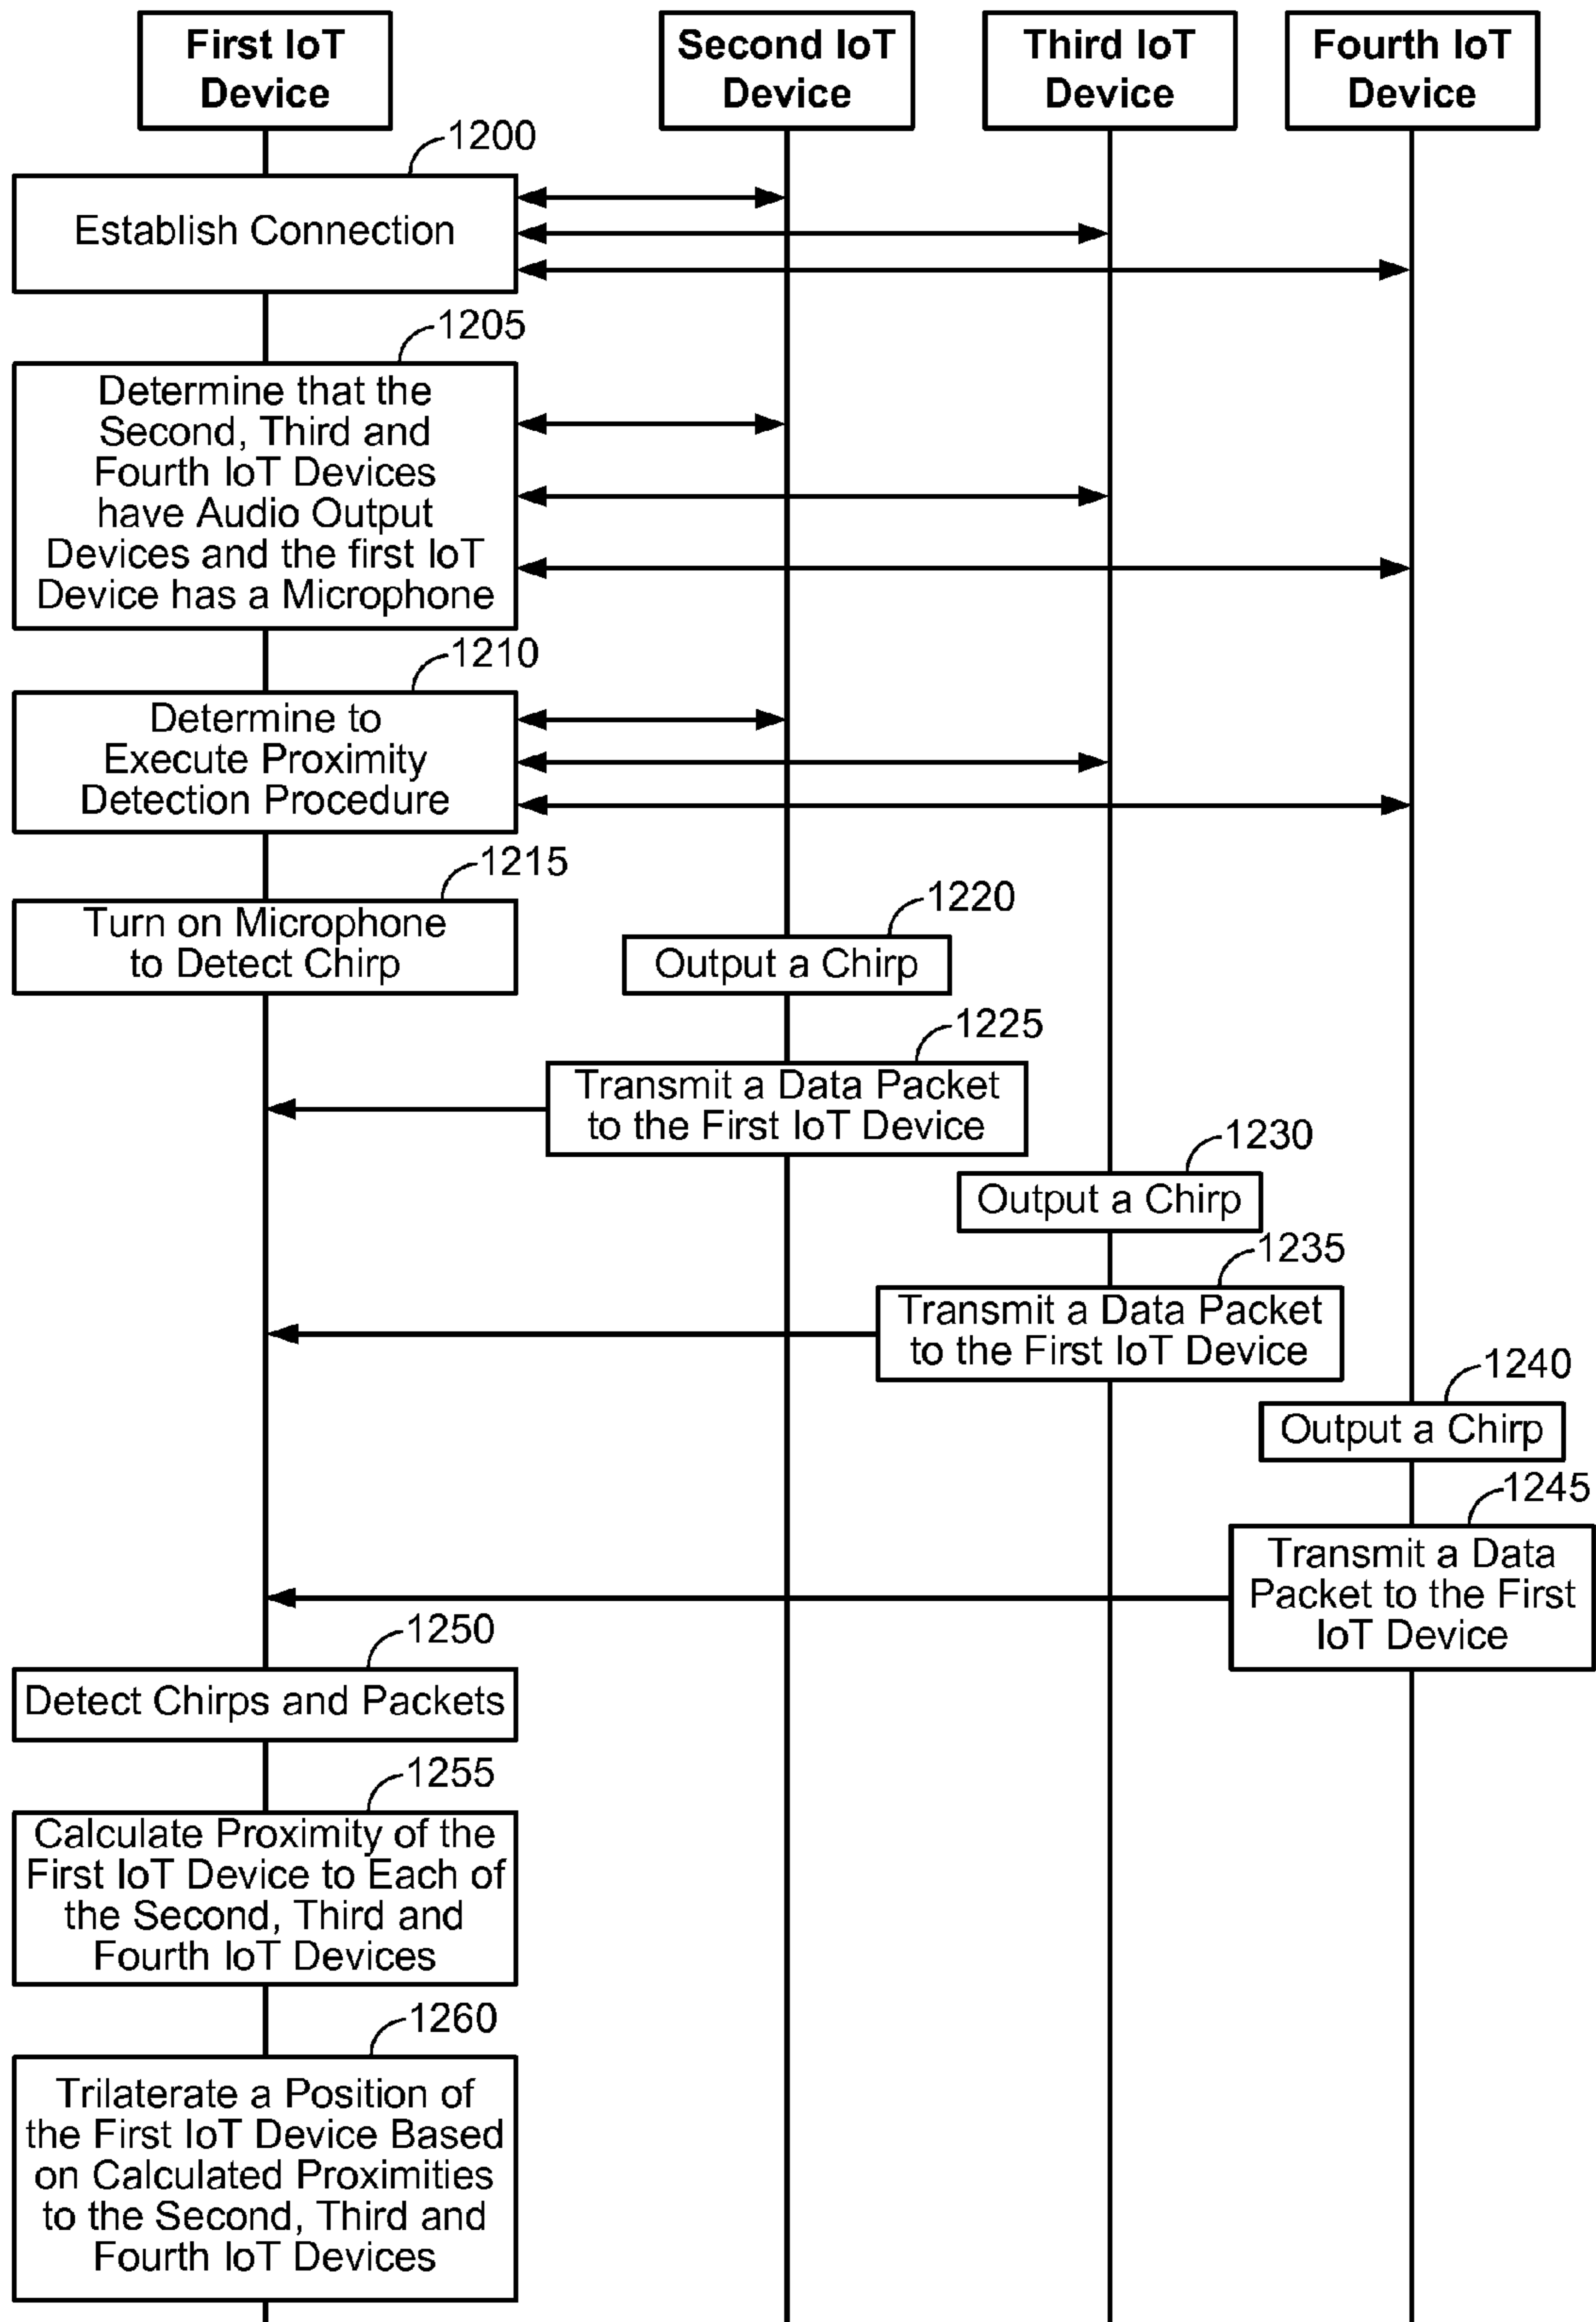 First IoT
Device
Second IoT
Device
Third IoT
Device
Fourth IoT
Device
1200
Establish Connection
1205
Determine that the
Second, Third and
Fourth IoT Devices
have Audio Output
Devices and the first IoT
Device has a Microphone
1210
Determine to
Execute Proximity
Detection Procedure
1215
Turn on Microphone
to Detect Chirp
1220
Output a Chirp
1225
Transmit a Data Packet
to the First IoT Device
1230
Output a Chirp
1235
Transmit a Data Packet
to the First IoT Device
1240
Output a Chirp
1245
Transmit a Data
Packet to the First
IoT Device
1250
Detect Chirps and Packets
1255
Calculate Proximity of the
First IoT Device to Each of
the Second, Third and
Fourth IoT Devices
1260
Trilaterate a Position of
the First IoT Device Based
on Calculated Proximities
to the Second, Third and
Fourth IoT Devices